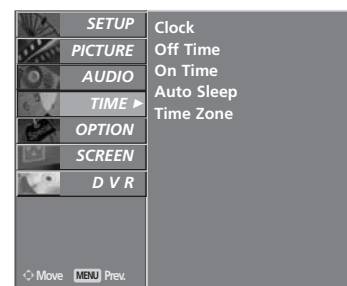 SETUP
PICTURE
AUDIO
TIME ►
OPTION
SCREEN
D V R
Clock
Off Time
On Time
Auto Sleep
Time Zone
Move MENU Prev.